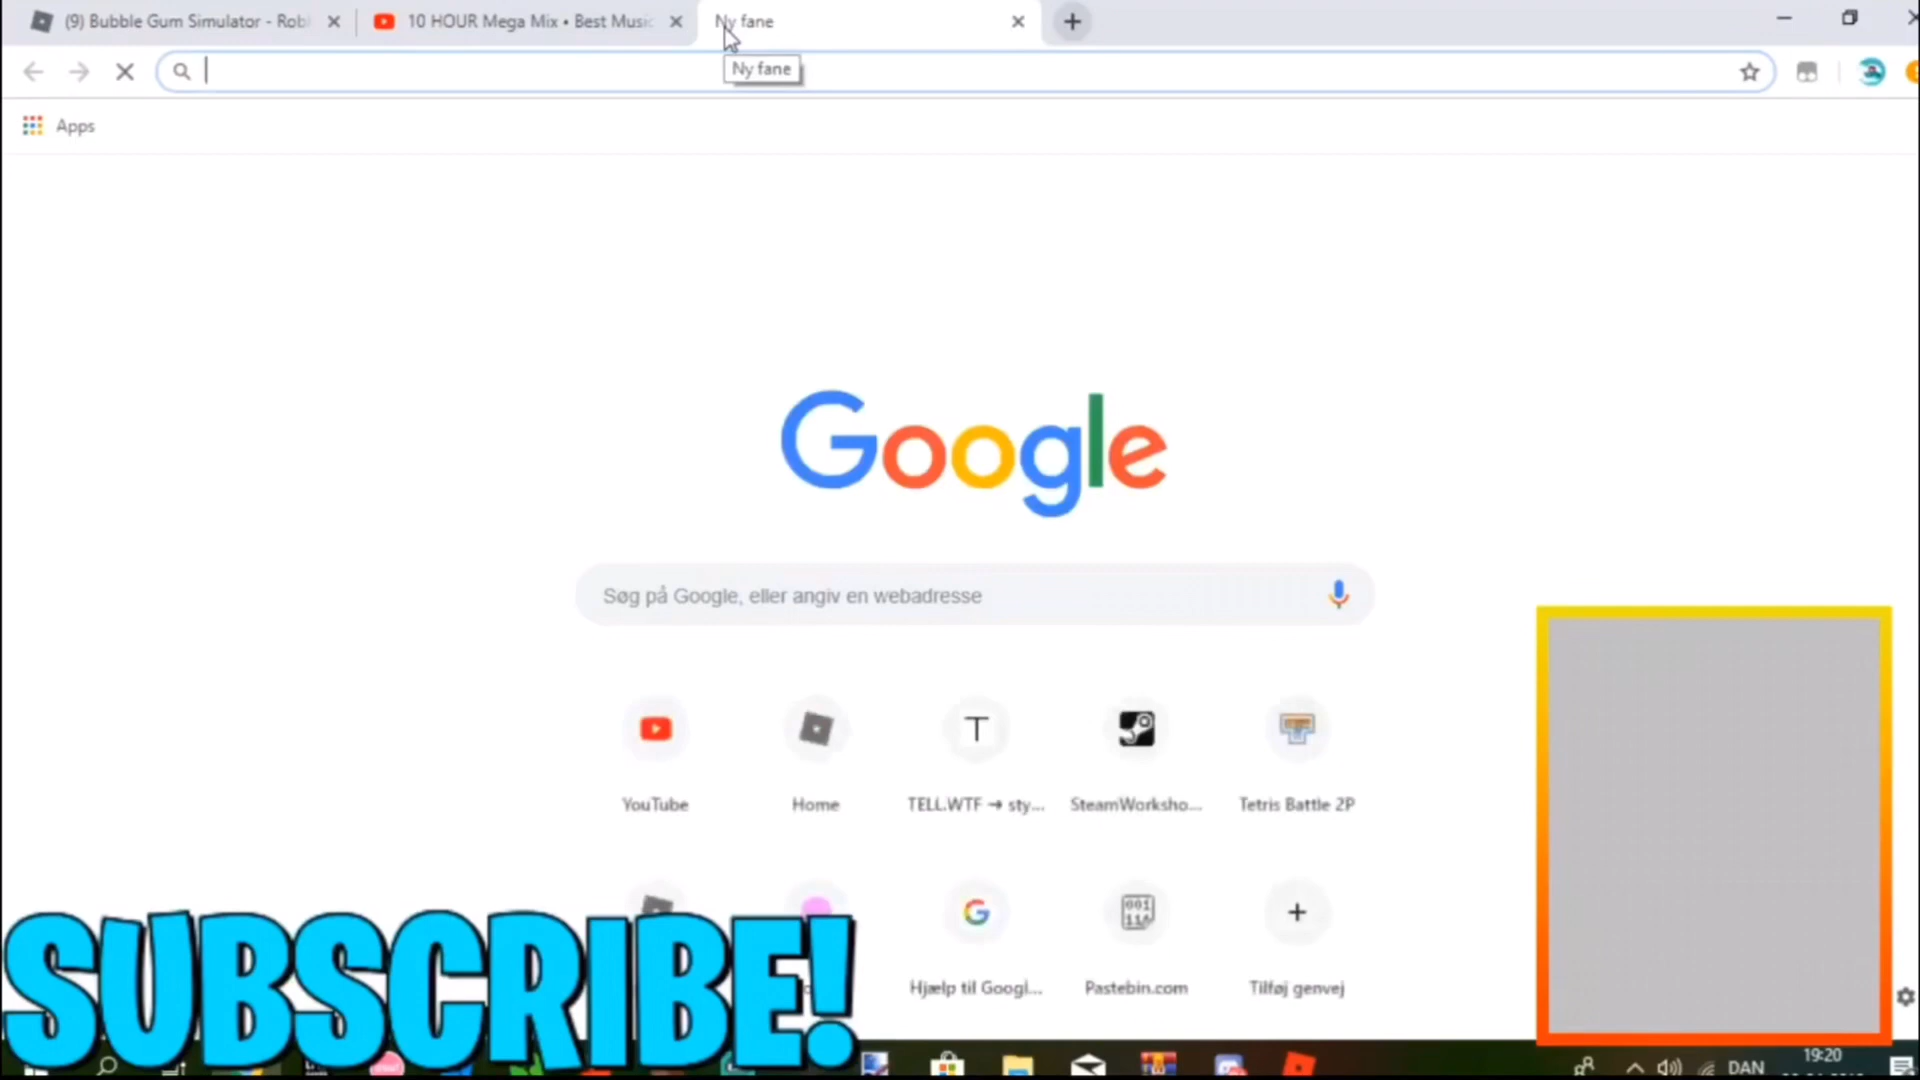 (9) Bubble Gum Simulator - Robl
10 HOUR Mega Mix • Best Music
Ny fane
Ny fane
Apps
Google
Søg på Google, eller angiv en webadresse
YouTube
Home
TELL.WTF → sty...
SteamWorksho...
Tetris Battle 2P
Hjælp til Googl...
Pastebin.com
Tilføj genvej
SUBSCRIBE!
DAN
19:20